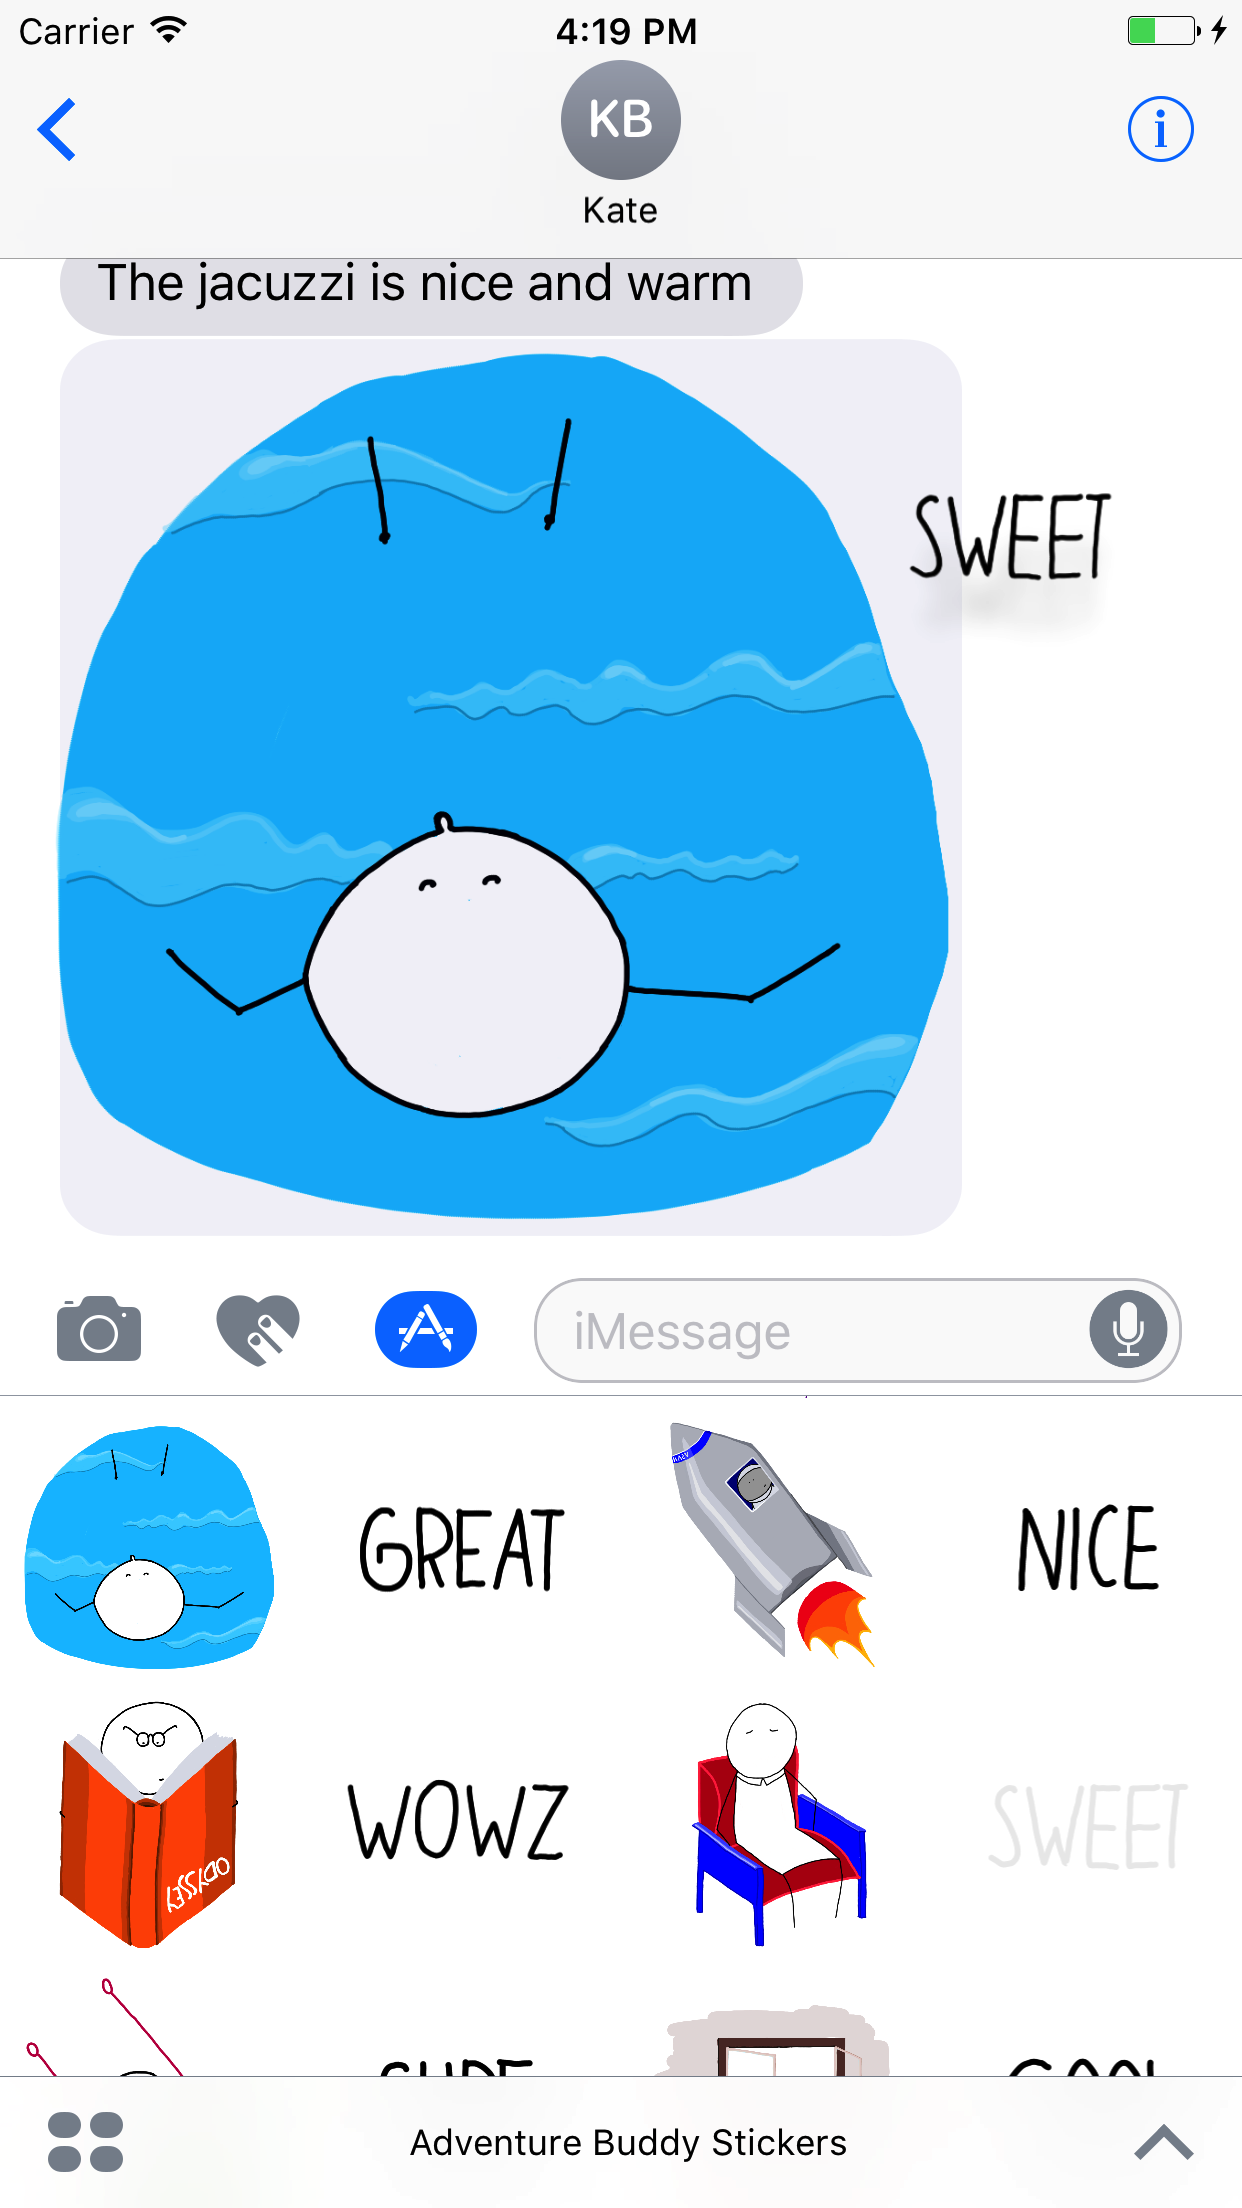 Carrier 4:19 PM
KB
Kate
The jacuzzi is nice and warm
SWEET
iMessage
GREAT
NICE
ODYSSEY
WOWZ
SWEET
Adventure Buddy Stickers